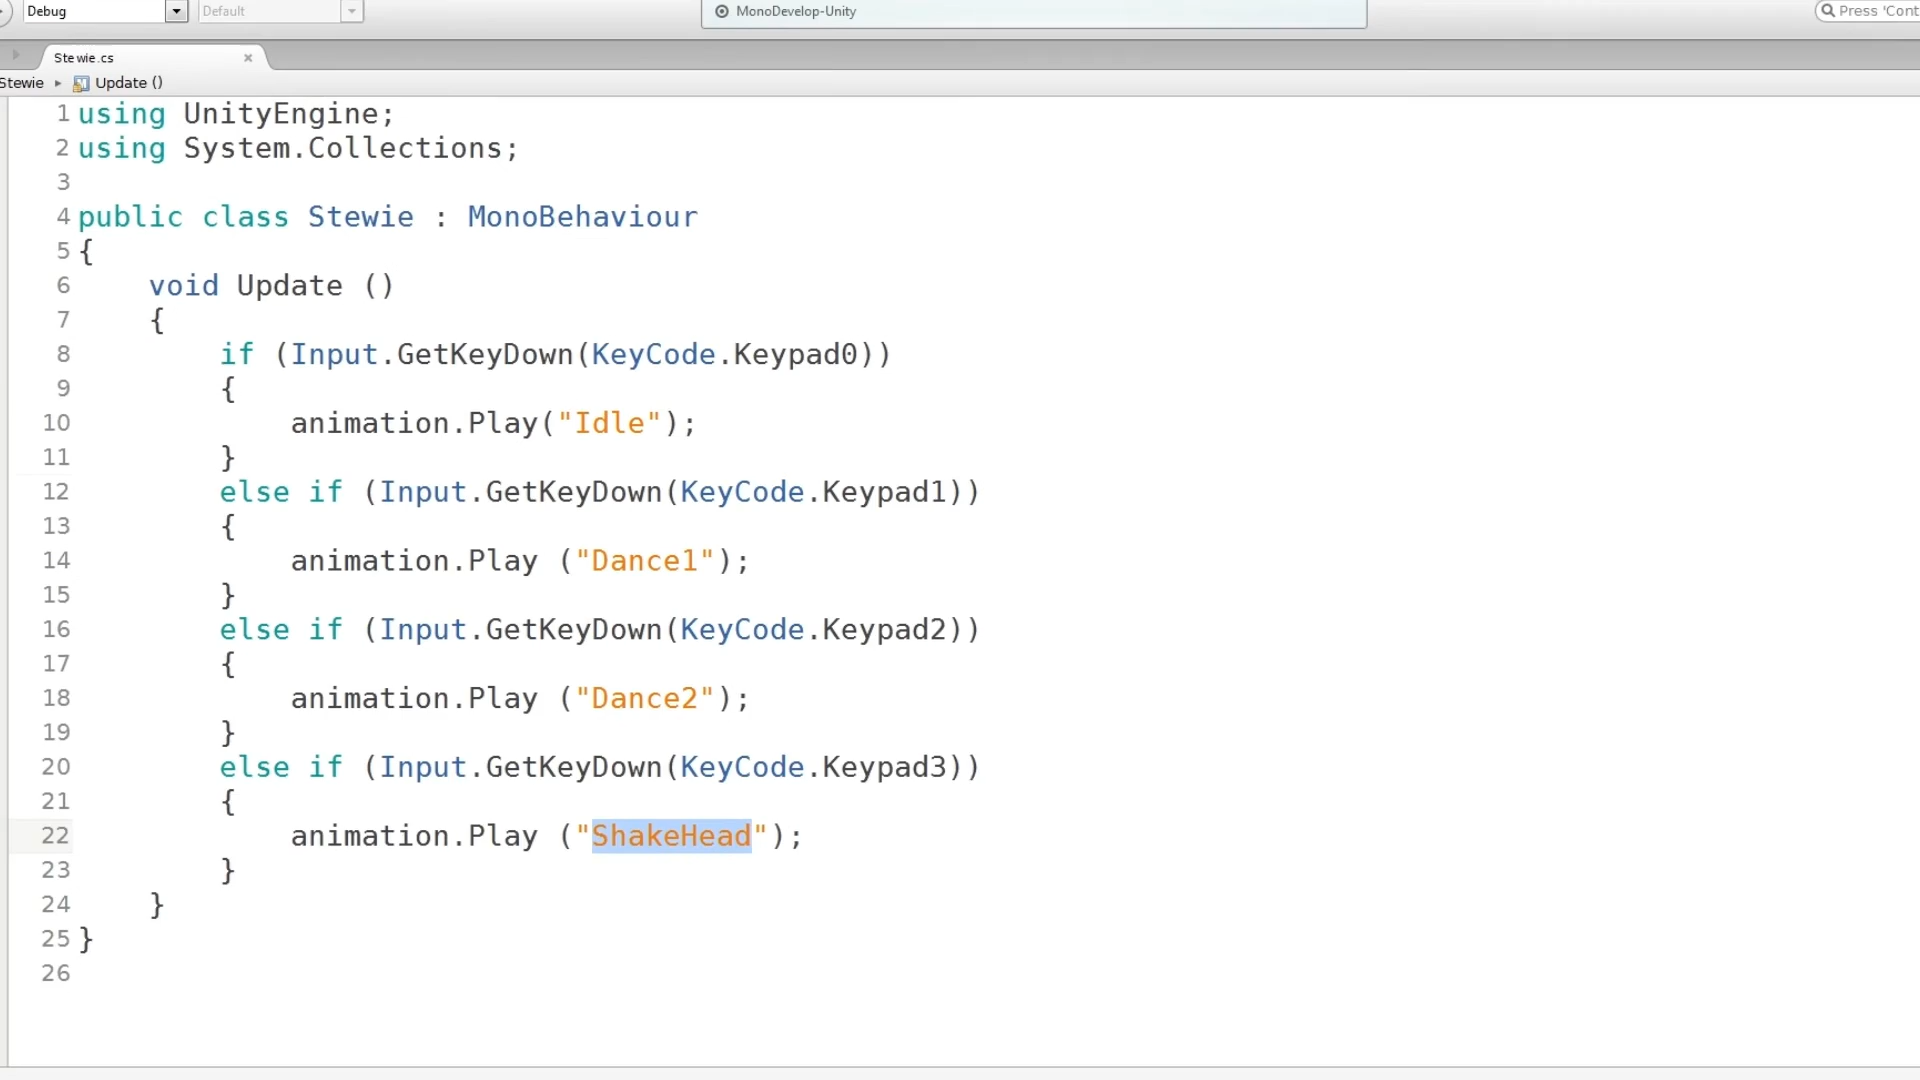 Debug Default MonoDevelop-Unity Press 'Cont
Stewie.cs
Stewie Update ()
1 using UnityEngine;
2 using System.Collections;
3
4 public class Stewie : MonoBehaviour
5 {
6 void Update ()
7 {
8 if (Input.GetKeyDown(KeyCode.Keypad0))
9 {
10 animation.Play("Idle");
11 }
12 else if (Input.GetKeyDown(KeyCode.Keypad1))
13 {
14 animation.Play ("Dance1");
15 }
16 else if (Input.GetKeyDown(KeyCode.Keypad2))
17 {
18 animation.Play ("Dance2");
19 }
20 else if (Input.GetKeyDown(KeyCode.Keypad3))
21 {
22 animation.Play ("ShakeHead");
23 }
24 }
25 }
26